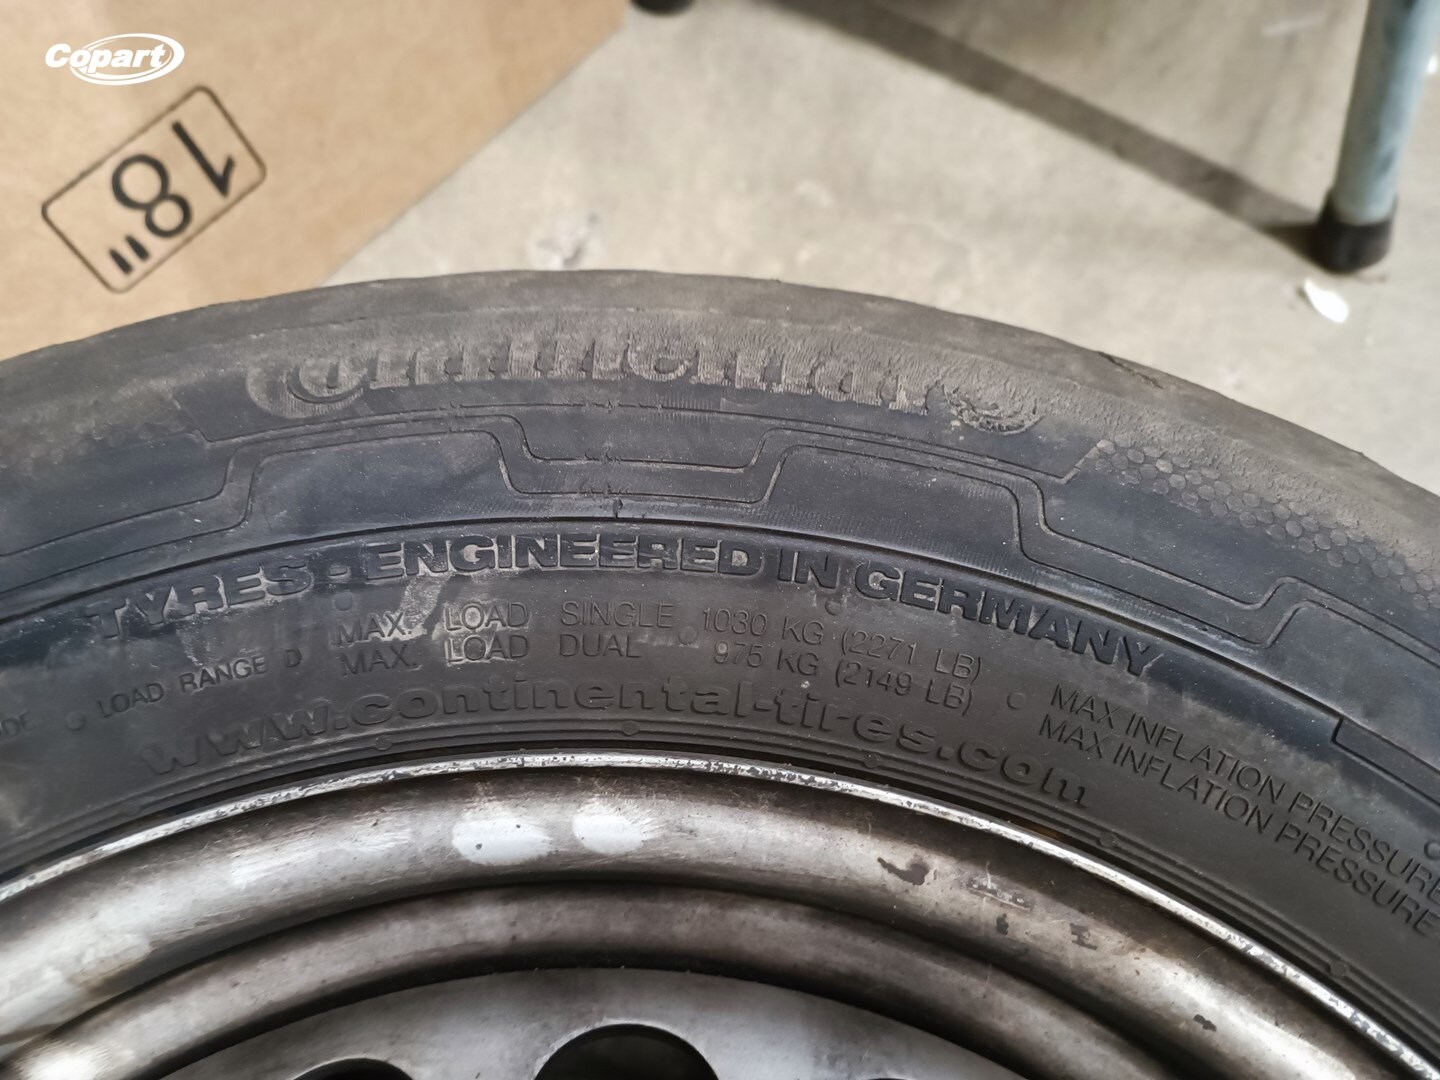 Copart
18"
Continental
TYRES - ENGINEERED IN GERMANY
LOAD RANGE D
MAX. LOAD SINGLE 1030 KG (2271 LB)
MAX. LOAD DUAL 975 KG (2149 LB)
MAX INFLATION PRESSURE
MAX INFLATION PRESSURE
www.continental-tires.com